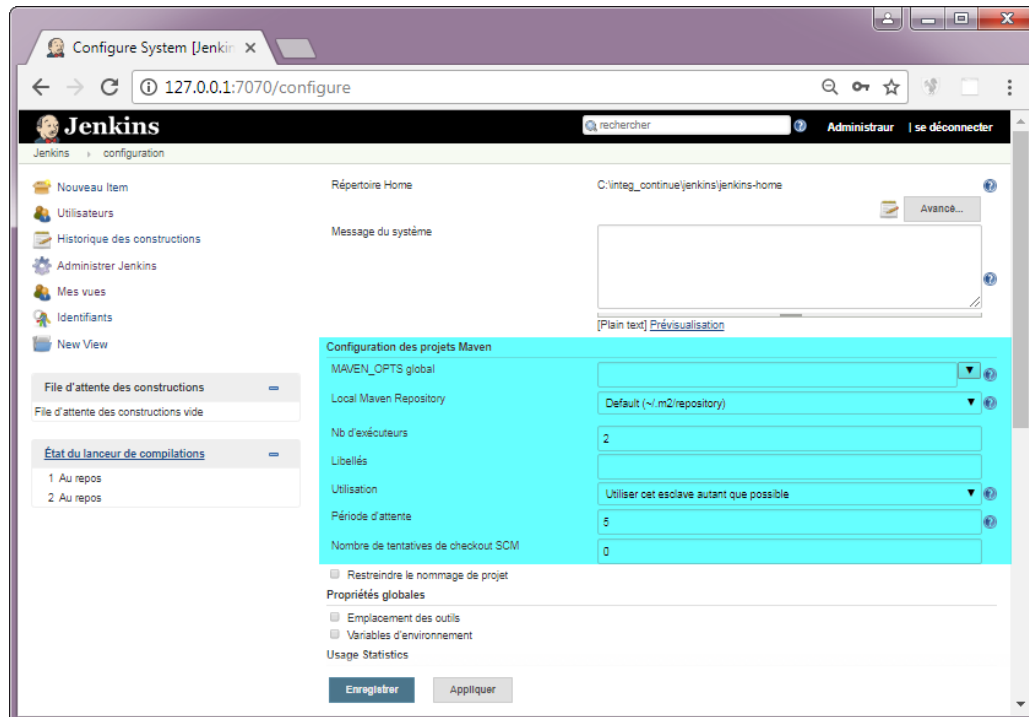 Configure System [Jenkin
127.0.0.1:7070/configure
Jenkins
rechercher
Administraur | se déconnecter
Jenkins configuration
Nouveau Item
Utilisateurs
Historique des constructions
Administrer Jenkins
Mes vues
Identifiants
New View
File d'attente des constructions
File d'attente des constructions vide
État du lanceur de compilations
1 Au repos
2 Au repos
Répertoire Home C:\integ_continue\jenkins\jenkins-home
Avancé...
Message du système
[Plain text] Prévisualisation
Configuration des projets Maven
MAVEN_OPTS global
Local Maven Repository Default (~/.m2/repository)
Nb d'exécuteurs 2
Libellés
Utilisation Utiliser cet esclave autant que possible
Période d'attente 5
Nombre de tentatives de checkout SCM 0
Restreindre le nommage de projet
Propriétés globales
Emplacement des outils
Variables d'environnement
Usage Statistics
Enregistrer Appliquer